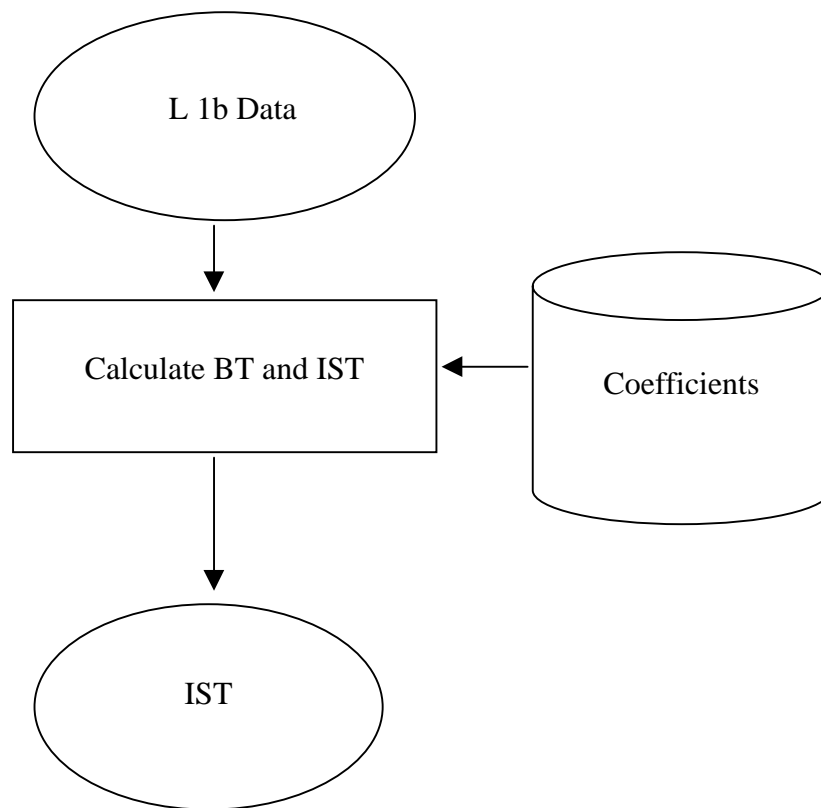 L 1b Data
Calculate BT and IST
Coefficients
IST